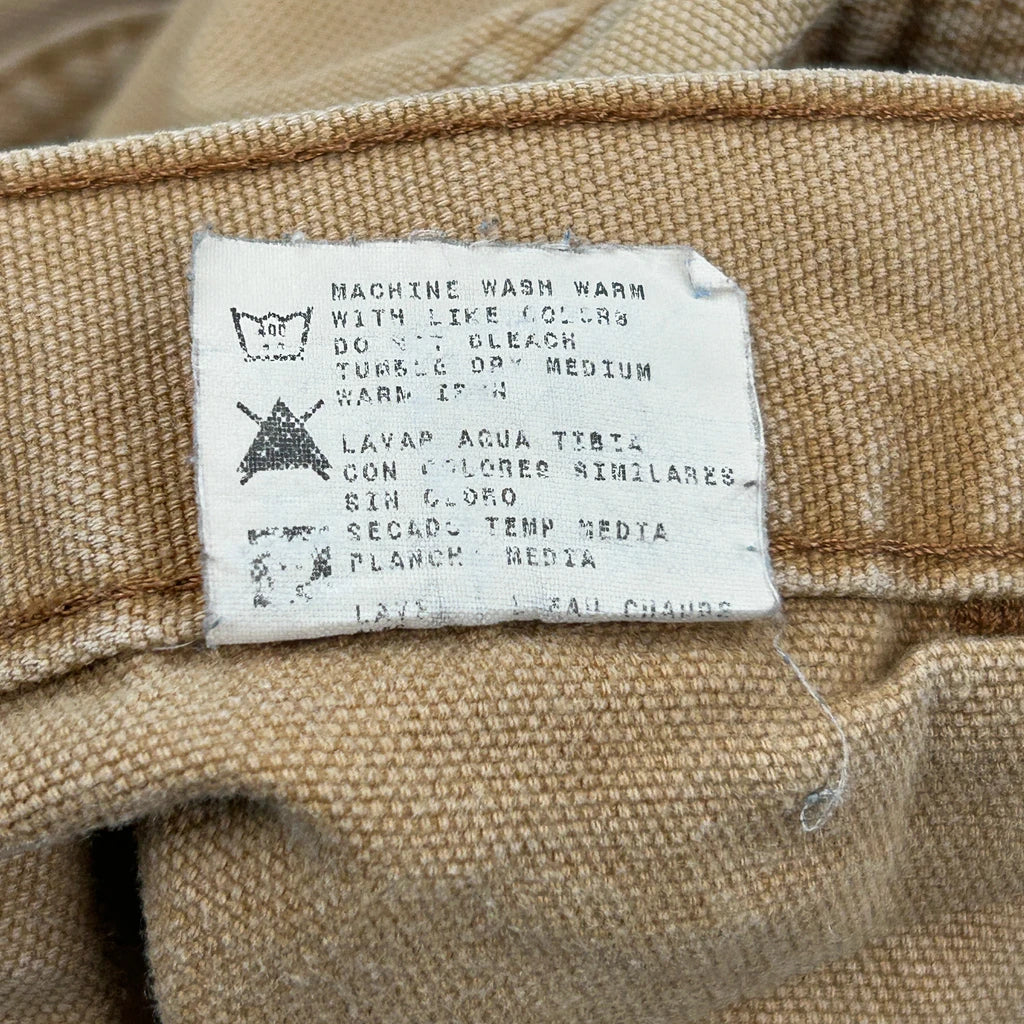 MACHINE WASH WARM
WITH LIKE COLORS
DO NOT BLEACH
TUMBLE DRY MEDIUM
WARM IRON
LAVAR AGUA TIBIA
CON COLORES SIMILARES
SIN CLORO
SECADO TEMP MEDIA
PLANCHA MEDIA
EAU CHAUDE